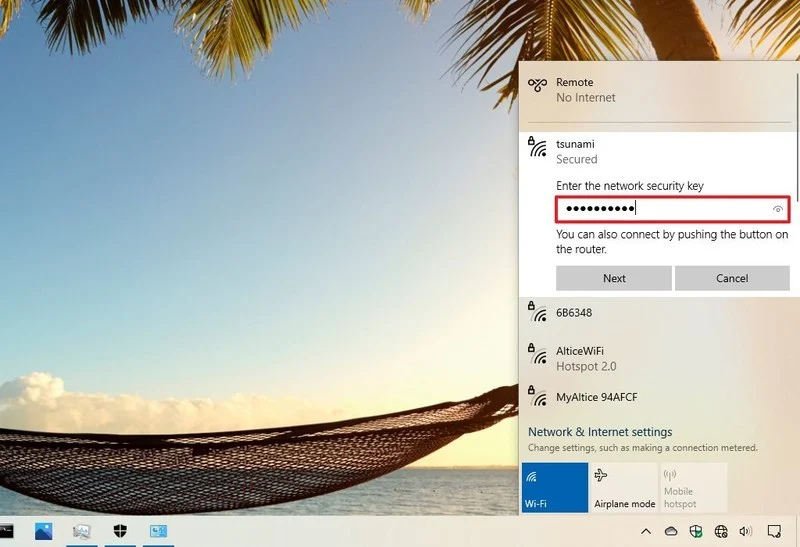 Remote
No Internet
tsunami
Secured
Enter the network security key
●●●●●●●●●●
You can also connect by pushing the button on
the router.
Next
Cancel
6B6348
AlticeWiFi
Hotspot 2.0
MyAltice 94AFCF
Network & Internet settings
Change settings, such as making a connection metered.
Wi-Fi
Airplane mode
Mobile
hotspot